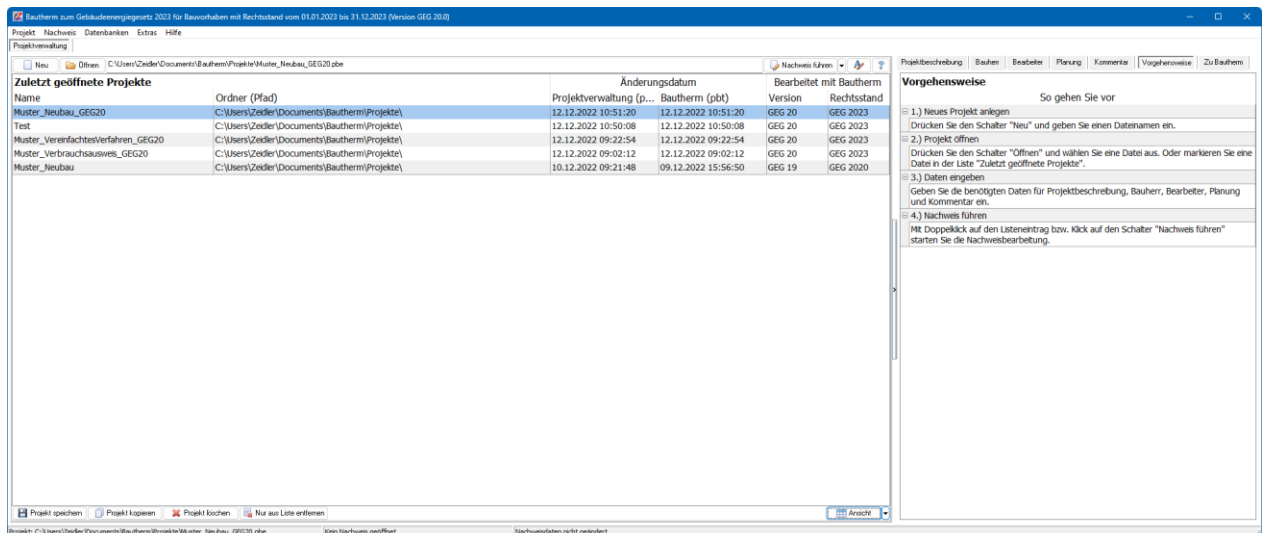 Bautherm zum Gebäudeenergiegesetz 2023 für Bauvorhaben mit Rechtsstand vom 01.01.2023 bis 31.12.2023 (Version GEG 20.0)
Projekt Nachweis Datenbanken Extras Hilfe
Projektverwaltung
Neu Öffnen C:\Users\Zeidler\Documents\Bautherm\Projekte\Muster_Neubau_GEG20.pbe Nachweis führen ?
Projektbeschreibung Bauherr Bearbeiter Planung Kommentar Vorgehensweise Zu Bautherm
Zuletzt geöffnete Projekte Änderungsdatum Bearbeitet mit Bautherm
Name Ordner (Pfad) Projektverwaltung (p... Bautherm (pbt) Version Rechtsstand
Muster_Neubau_GEG20 C:\Users\Zeidler\Documents\Bautherm\Projekte\ 12.12.2022 10:51:20 12.12.2022 10:51:20 GEG 20 GEG 2023
Test C:\Users\Zeidler\Documents\Bautherm\Projekte\ 12.12.2022 10:50:08 12.12.2022 10:50:08 GEG 20 GEG 2023
Muster_VereinfachtesVerfahren_GEG20 C:\Users\Zeidler\Documents\Bautherm\Projekte\ 12.12.2022 09:22:54 12.12.2022 09:22:54 GEG 20 GEG 2023
Muster_Verbrauchsausweis_GEG20 C:\Users\Zeidler\Documents\Bautherm\Projekte\ 12.12.2022 09:02:12 12.12.2022 09:02:12 GEG 20 GEG 2023
Muster_Neubau C:\Users\Zeidler\Documents\Bautherm\Projekte\ 10.12.2022 09:21:48 09.12.2022 15:56:50 GEG 19 GEG 2020
Vorgehensweise
So gehen Sie vor
1.) Neues Projekt anlegen
Drücken Sie den Schalter "Neu" und geben Sie einen Dateinamen ein.
2.) Projekt öffnen
Drücken Sie den Schalter "Öffnen" und wählen Sie eine Datei aus. Oder markieren Sie eine
Datei in der Liste "Zuletzt geöffnete Projekte".
3.) Daten eingeben
Geben Sie die benötigten Daten für Projektbeschreibung, Bauherr, Bearbeiter, Planung
und Kommentar ein.
4.) Nachweis führen
Mit Doppelklick auf den Listeneintrag bzw. Klick auf den Schalter "Nachweis führen"
starten Sie die Nachweisbearbeitung.
Projekt speichern Projekt kopieren Projekt löschen Nur aus Liste entfernen Ansicht
Projekt: C:\Users\Zeidler\Documents\Bautherm\Projekte\Muster_Neubau_GEG20.pbe Kein Nachweis geöffnet Nachweisdaten nicht geändert